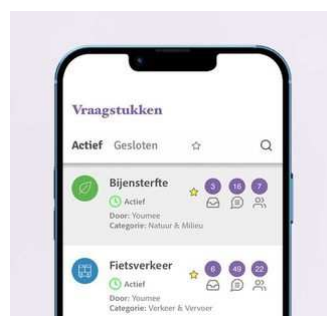 Vraagstukken
Actief Gesloten
Bijensterfte 3 16 7
Actief
Door: Youmee
Categorie: Natuur & Milieu
Fietsverkeer 6 49 22
Actief
Door: Youmee
Categorie: Verkeer & Vervoer